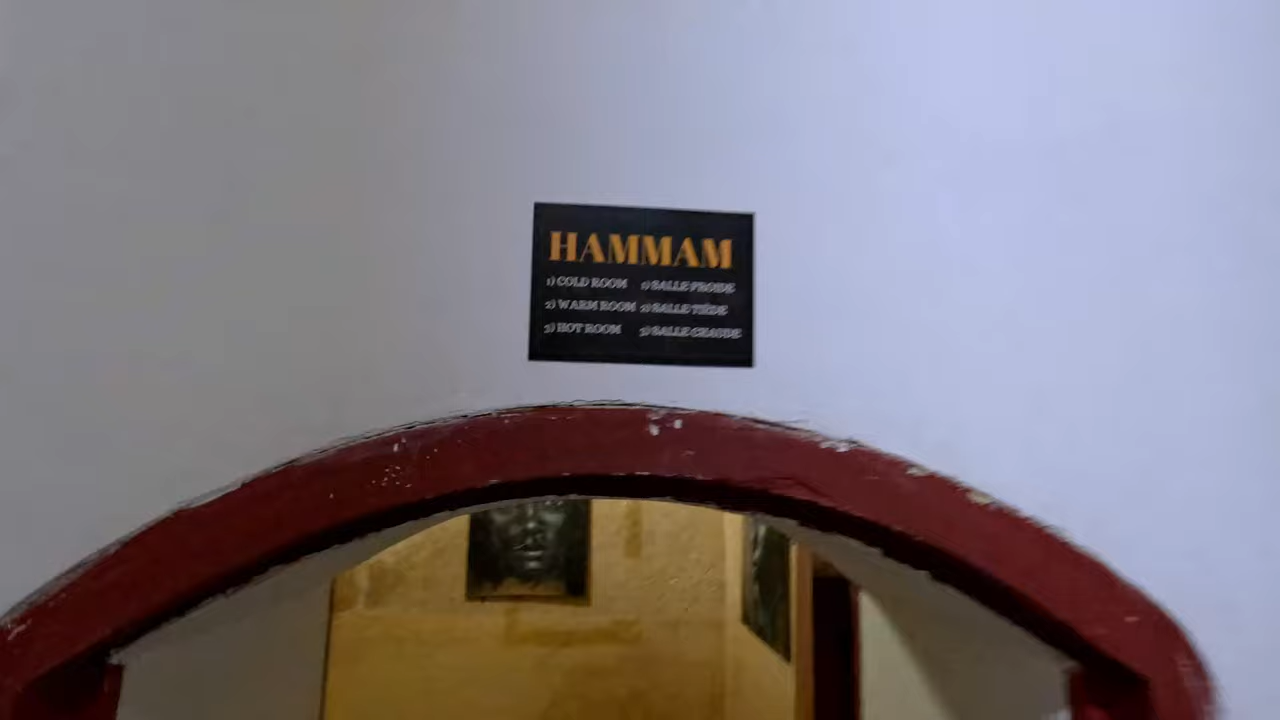 HAMMAM
1) COLD ROOM 1) SALLE FROIDE
2) WARM ROOM 2) SALLE TIÈDE
3) HOT ROOM 3) SALLE CHAUDE